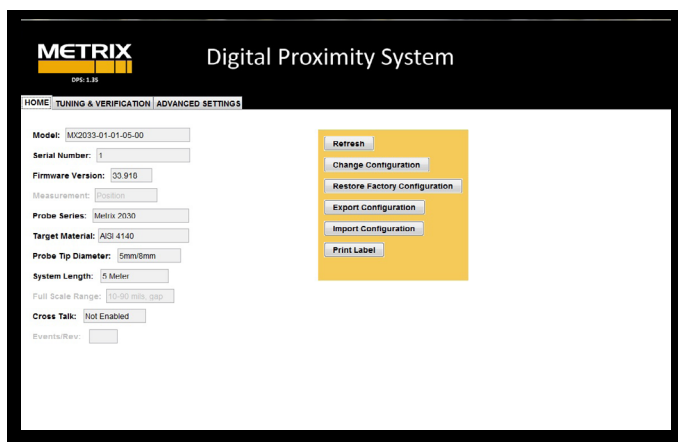 METRIX
DPS: 1.35
Digital Proximity System
HOME TUNING & VERIFICATION ADVANCED SETTINGS
Model: MX2033-01-01-05-00
Serial Number: 1
Firmware Version: 33.918
Measurement: Position
Probe Series: Metrix 2030
Target Material: AISI 4140
Probe Tip Diameter: 5mm/8mm
System Length: 5 Meter
Full Scale Range: 10-90 mils, gap
Cross Talk: Not Enabled
Events/Rev:
Refresh
Change Configuration
Restore Factory Configuration
Export Configuration
Import Configuration
Print Label